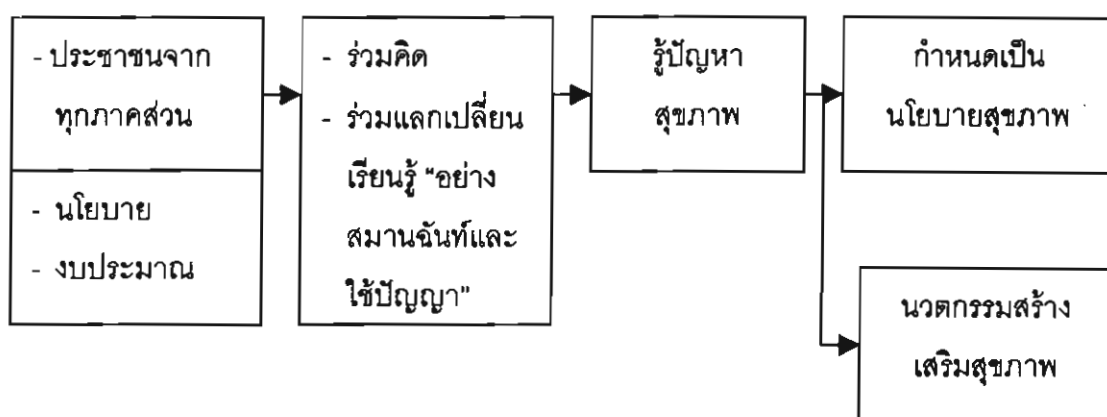 - ประชาชนจาก
ทุกภาคส่วน
- นโยบาย
- งบประมาณ
- ร่วมคิด
- ร่วมแลกเปลี่ยน
เรียนรู้ "อย่าง
สมานฉันท์และ
ใช้ปัญญา"
รู้ปัญหา
สุขภาพ
กำหนดเป็น
นโยบายสุขภาพ
นวตกรรมสร้าง
เสริมสุขภาพ